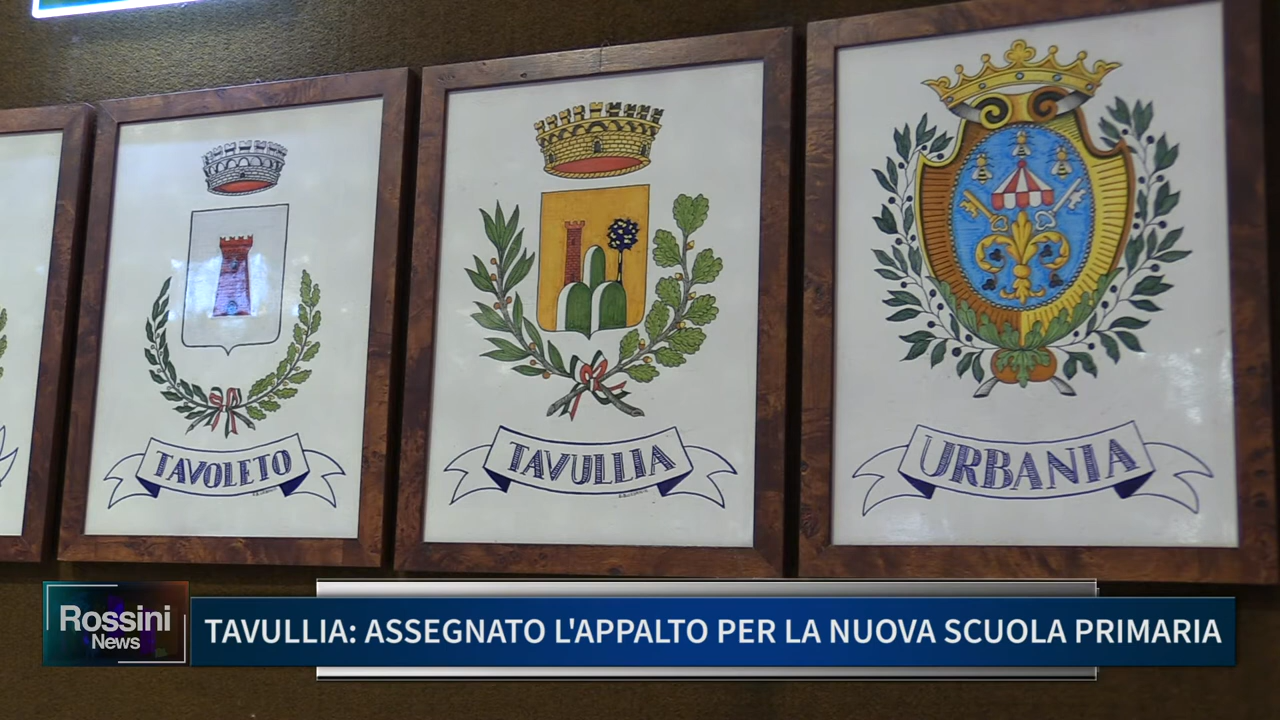 TAVOLETO
TAVULLIA
URBANIA
Rossini
News
TAVULLIA: ASSEGNATO L'APPALTO PER LA NUOVA SCUOLA PRIMARIA